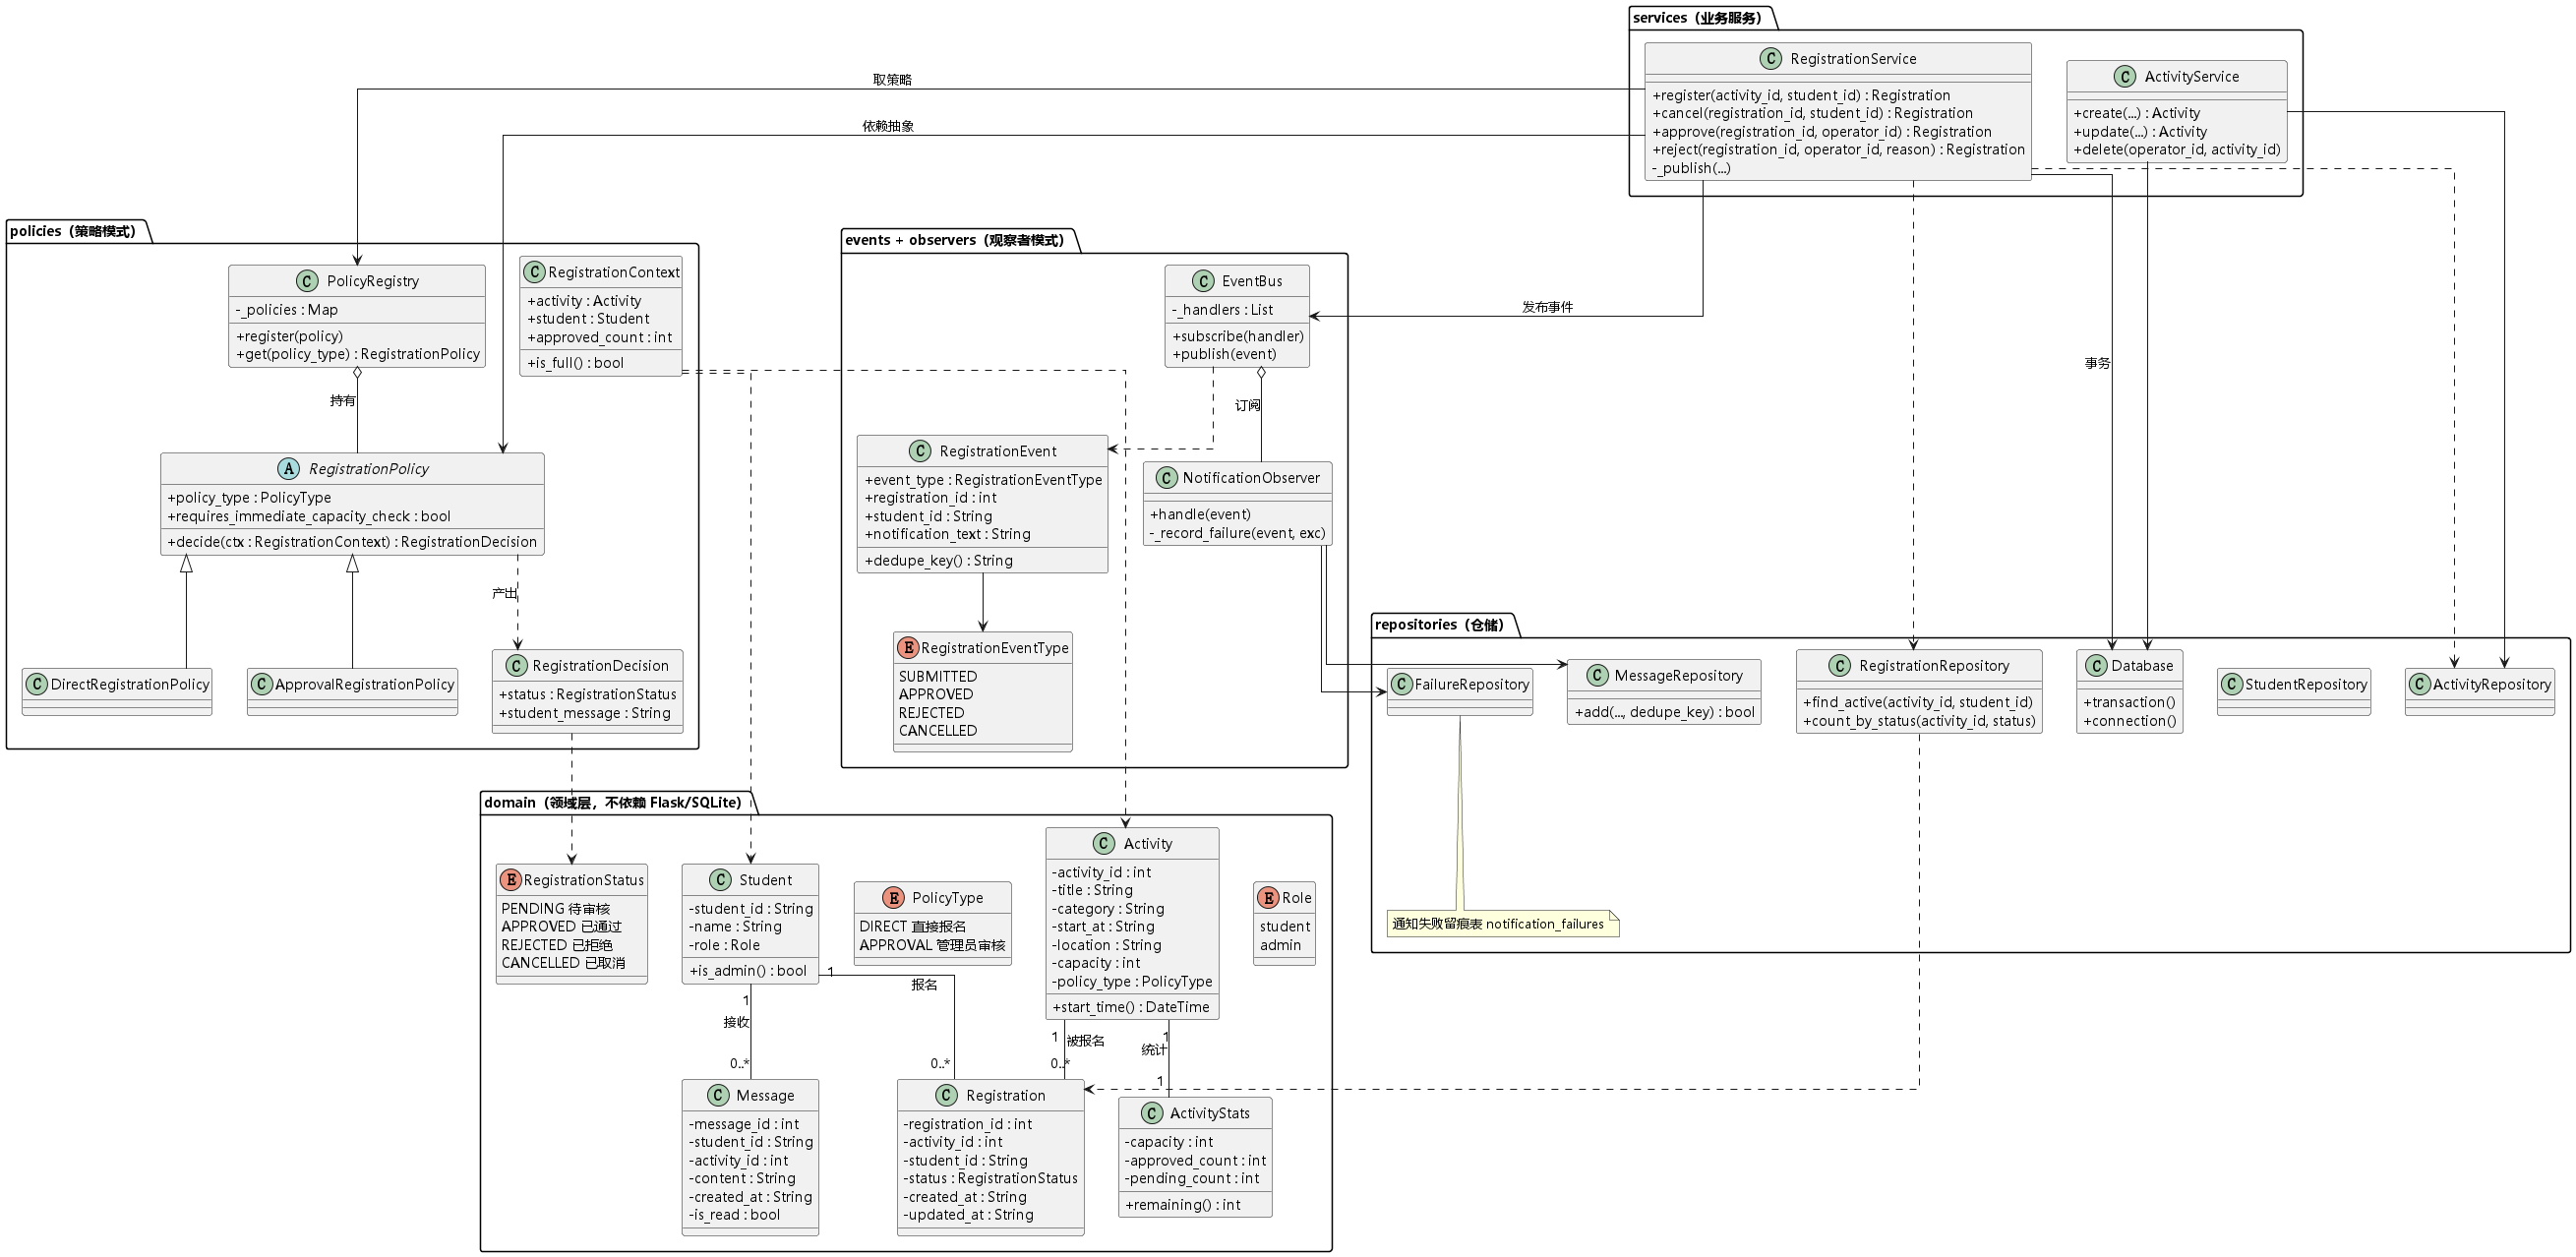 services（业务服务）
C RegistrationService
+register(activity_id, student_id) : Registration
+cancel(registration_id, student_id) : Registration
+approve(registration_id, operator_id) : Registration
+reject(registration_id, operator_id, reason) : Registration
-_publish(...)
C ActivityService
+create(...) : Activity
+update(...) : Activity
+delete(operator_id, activity_id)
取策略
依赖抽象
发布事件
事务
policies（策略模式）
C PolicyRegistry
-_policies : Map
+register(policy)
+get(policy_type) : RegistrationPolicy
C RegistrationContext
+activity : Activity
+student : Student
+approved_count : int
+is_full() : bool
持有
A RegistrationPolicy
+policy_type : PolicyType
+requires_immediate_capacity_check : bool
+decide(ctx : RegistrationContext) : RegistrationDecision
产出
C DirectRegistrationPolicy
C ApprovalRegistrationPolicy
C RegistrationDecision
+status : RegistrationStatus
+student_message : String
events + observers（观察者模式）
C EventBus
-_handlers : List
+subscribe(handler)
+publish(event)
订阅
C RegistrationEvent
+event_type : RegistrationEventType
+registration_id : int
+student_id : String
+notification_text : String
+dedupe_key() : String
C NotificationObserver
+handle(event)
-_record_failure(event, exc)
E RegistrationEventType
SUBMITTED
APPROVED
REJECTED
CANCELLED
repositories（仓储）
C FailureRepository
C MessageRepository
+add(..., dedupe_key) : bool
C RegistrationRepository
+find_active(activity_id, student_id)
+count_by_status(activity_id, status)
C Database
+transaction()
+connection()
C StudentRepository
C ActivityRepository
通知失败留痕表 notification_failures
domain（领域层，不依赖 Flask/SQLite）
E RegistrationStatus
PENDING 待审核
APPROVED 已通过
REJECTED 已拒绝
CANCELLED 已取消
C Student
-student_id : String
-name : String
-role : Role
+is_admin() : bool
E PolicyType
DIRECT 直接报名
APPROVAL 管理员审核
C Activity
-activity_id : int
-title : String
-category : String
-start_at : String
-location : String
-capacity : int
-policy_type : PolicyType
+start_time() : DateTime
E Role
student
admin
1
接收
0..*
1
报名
0..*
1
被报名
0..*
1
统计
1
C Message
-message_id : int
-student_id : String
-activity_id : int
-content : String
-created_at : String
-is_read : bool
C Registration
-registration_id : int
-activity_id : int
-student_id : String
-status : RegistrationStatus
-created_at : String
-updated_at : String
C ActivityStats
-capacity : int
-approved_count : int
-pending_count : int
+remaining() : int